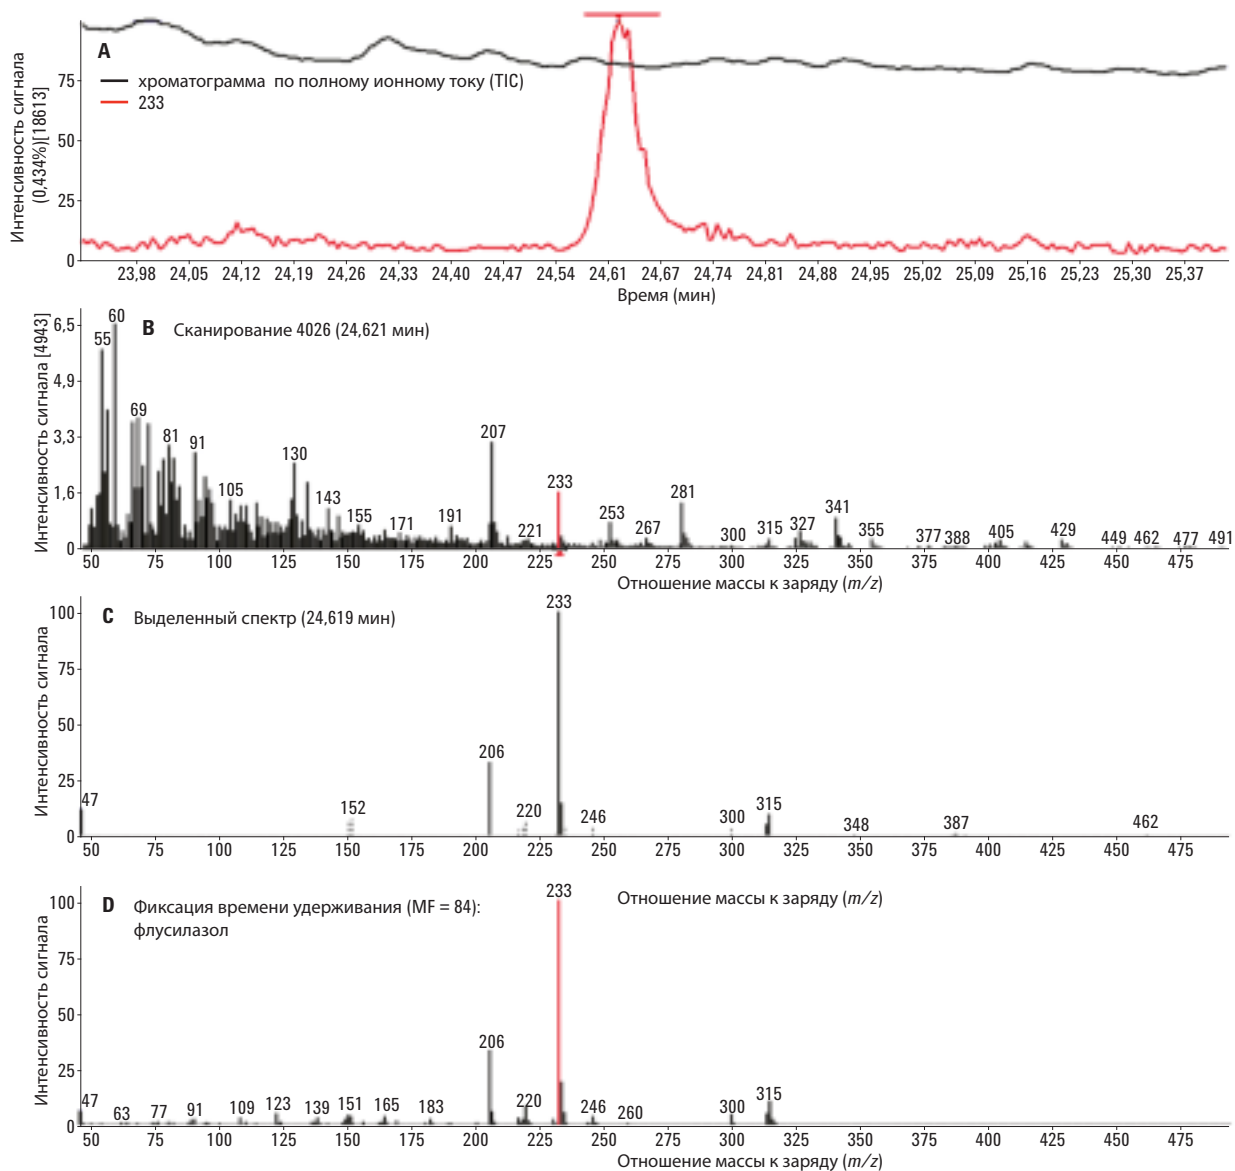 A
хроматограмма по полному ионному току (TIC)
233
Интенсивность сигнала
(0,434%)[18613]
75
50
25
0
23,98 24,05 24,12 24,19 24,26 24,33 24,40 24,47 24,54 24,61 24,67 24,74 24,81 24,88 24,95 25,02 25,09 25,16 25,23 25,30 25,37
Время (мин)
B Сканирование 4026 (24,621 мин)
Интенсивность сигнала [4943]
6,5
4,9
3,3
1,6
0
55 60 69 81 91 105 130 143 155 171 191 207 221 233 253 267 281 300 315 327 341 355 377 388 405 429 449 462 477 491
50 75 100 125 150 175 200 225 250 275 300 325 350 375 400 425 450 475
Отношение массы к заряду (m/z)
C Выделенный спектр (24,619 мин)
Интенсивность сигнала
100
75
50
25
0
47 152 206 220 233 246 300 315 348 387 462
50 75 100 125 150 175 200 225 250 275 300 325 350 375 400 425 450 475
Отношение массы к заряду (m/z)
D Фиксация времени удерживания (MF = 84):
флусилазол
Интенсивность сигнала
100
75
50
25
0
47 63 77 91 109 123 139 151 165 183 206 220 233 246 260 300 315
50 75 100 125 150 175 200 225 250 275 300 325 350 375 400 425 450 475
Отношение массы к заряду (m/z)